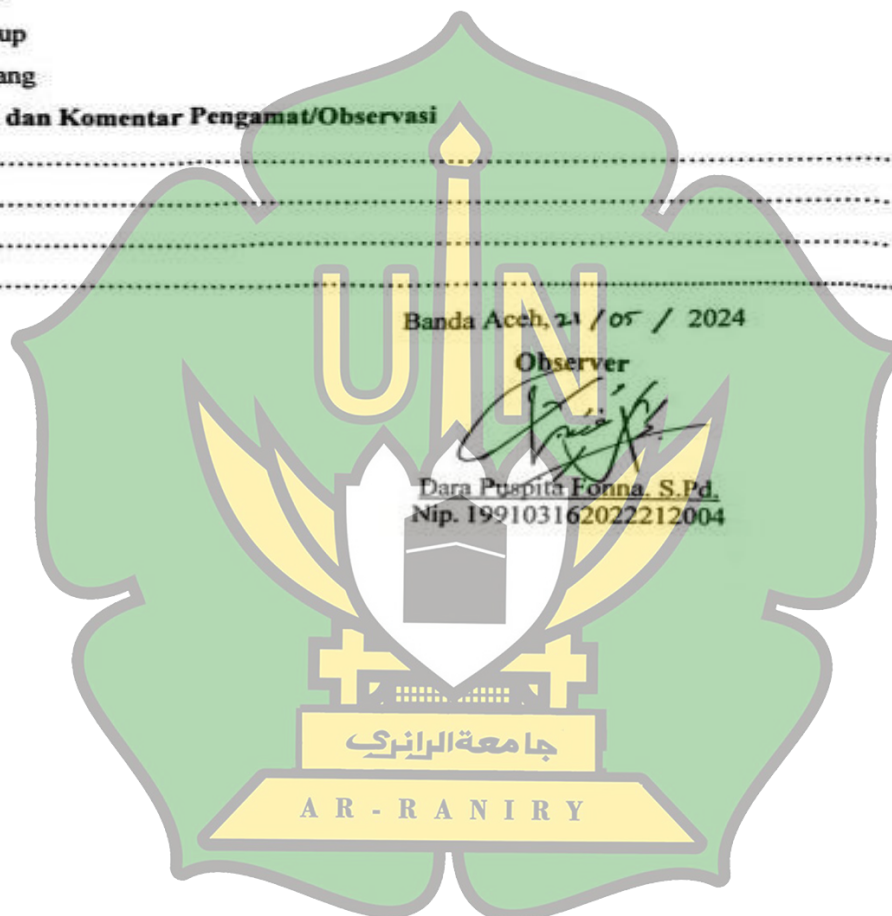 up
ang
dan Komentar Pengamat/Observasi
UIN
Banda Aceh, 21 / 05 / 2024
Observer
Dara Puspita Fonna. S.Pd.
Nip. 199103162022212004
جامعة الرانري
AR-RANIRY